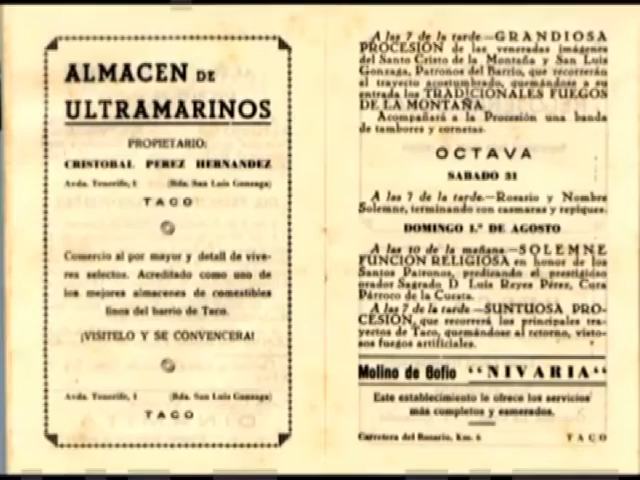 ALMACEN DE
ULTRAMARINOS
PROPIETARIO:
CRISTOBAL PEREZ HERNANDEZ
Avda. Tenerife, 1 (Bda. San Luis Gonzaga)
TACO
Comercio al por mayor y detall de víve-
res selectos. Acreditado como uno de
los mejores almacenes de comestibles
finos del barrio de Taco.
¡VISITELO Y SE CONVENCERA!
Avda. Tenerife, 1 (Bda. San Luis Gonzaga)
TACO
A las 7 de la tarde.—GRANDIOSA
PROCESIÓN de las veneradas imágenes
del Santo Cristo de la Montaña y San Luis
Gonzaga, Patronos del Barrio, que recorrerán
el trayecto acostumbrado, quemándose a su
entrada los TRADICIONALES FUEGOS
DE LA MONTAÑA.
Acompañará a la Procesión una banda
de tambores y cornetas.
OCTAVA
SABADO 31
A las 7 de la tarde.—Rosario y Nombre
Solemne, terminando con casmaras y repiques.
DOMINGO 1.º DE AGOSTO
A las 10 de la mañana.—SOLEMNE
FUNCIÓN RELIGIOSA en honor de los
Santos Patronos, predicando el prestigioso
orador Sagrado D. Luis Reyes Pérez, Cura
Párroco de la Cuesta.
A las 7 de la tarde.—SUNTUOSA PRO-
CESIÓN, que recorrerá los principales tra-
yectos de Taco, quemándose al retorno, visto-
sos fuegos artificiales.
Molino de Gofio "NIVARIA"
Este establecimiento le ofrece los servicios
más completos y esmerados.
Carretera del Rosario, Km. 6 TACO